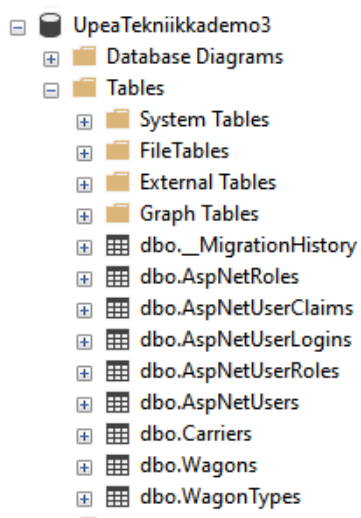 UpeaTekniikkademo3
Database Diagrams
Tables
System Tables
FileTables
External Tables
Graph Tables
dbo.__MigrationHistory
dbo.AspNetRoles
dbo.AspNetUserClaims
dbo.AspNetUserLogins
dbo.AspNetUserRoles
dbo.AspNetUsers
dbo.Carriers
dbo.Wagons
dbo.WagonTypes